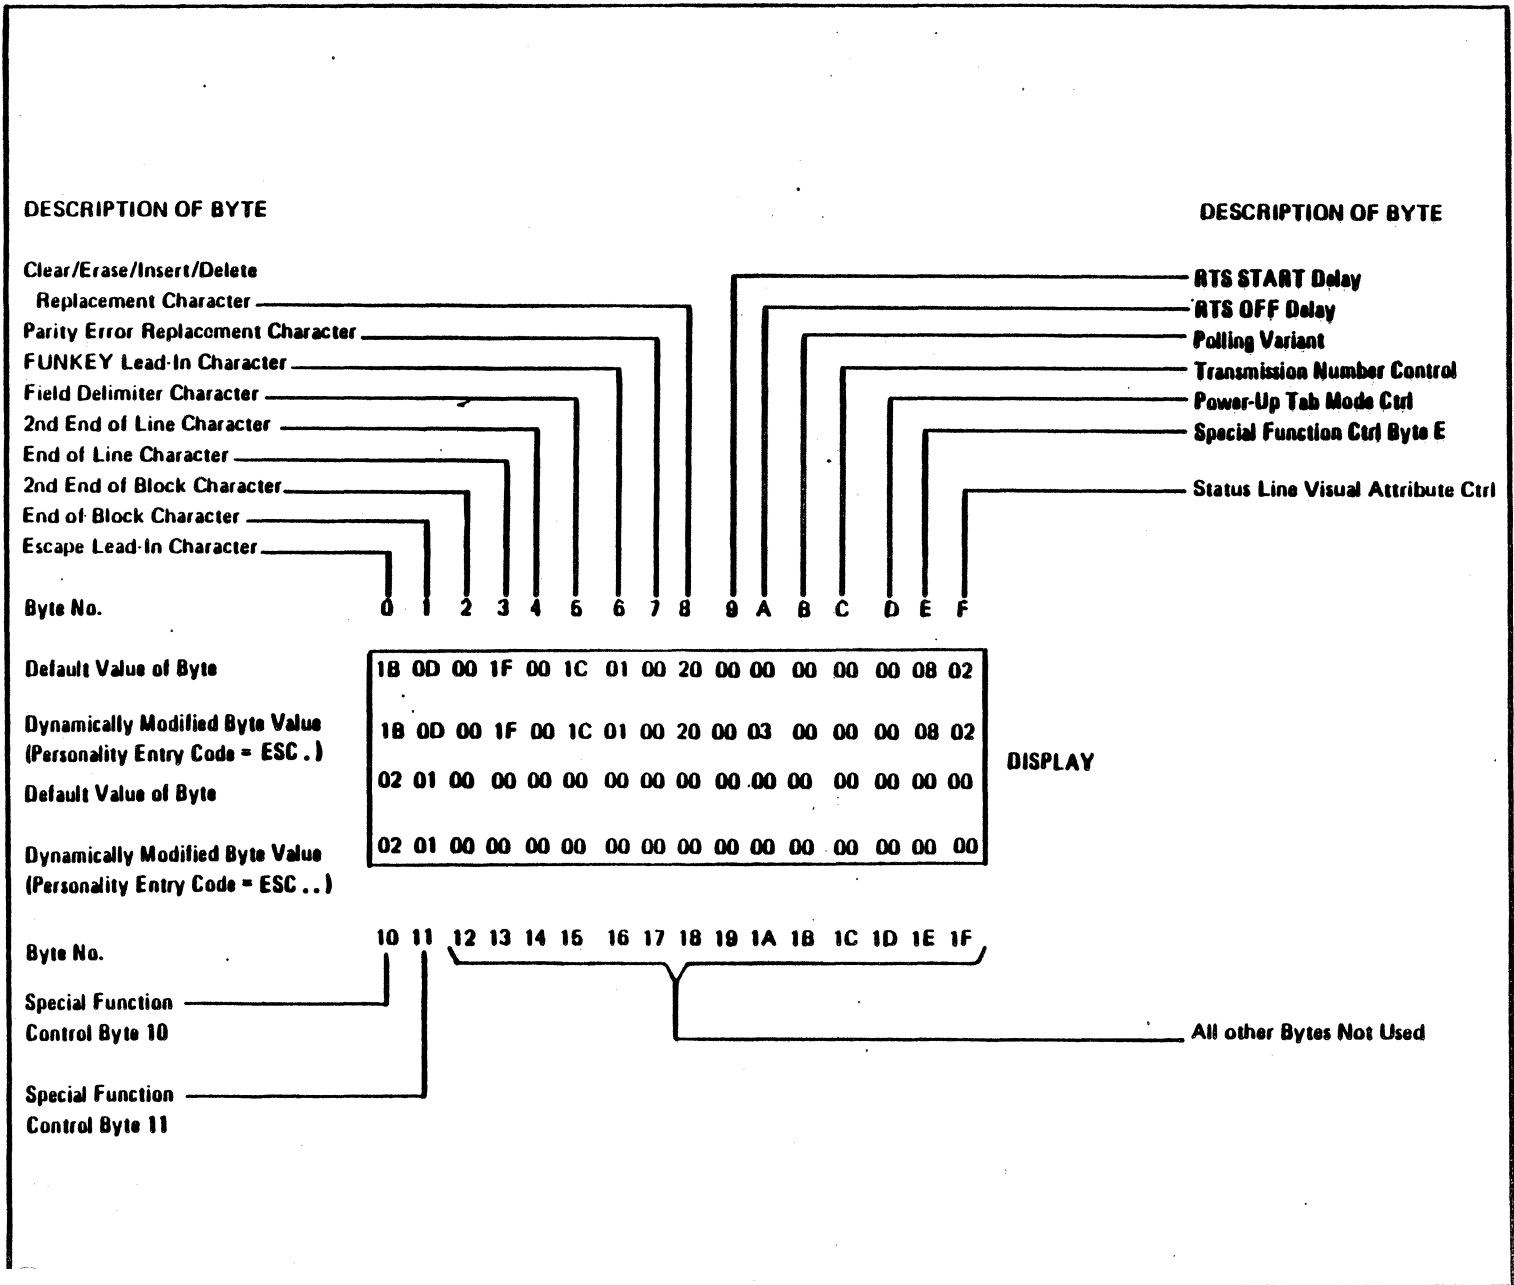 DESCRIPTION OF BYTE
DESCRIPTION OF BYTE
Clear/Erase/Insert/Delete
Replacement Character
Parity Error Replacement Character
FUNKEY Lead-In Character
Field Delimiter Character
2nd End of Line Character
End of Line Character
2nd End of Block Character
End of Block Character
Escape Lead-In Character
RTS START Delay
RTS OFF Delay
Polling Variant
Transmission Number Control
Power-Up Tab Mode Ctrl
Special Function Ctrl Byte E
Status Line Visual Attribute Ctrl
Byte No. 0 1 2 3 4 5 6 7 8 9 A B C D E F
Default Value of Byte 1B 0D 00 1F 00 1C 01 00 20 00 00 00 00 00 08 02
Dynamically Modified Byte Value 1B 0D 00 1F 00 1C 01 00 20 00 03 00 00 00 08 02
(Personality Entry Code = ESC .)
DISPLAY
Default Value of Byte 02 01 00 00 00 00 00 00 00 00 00 00 00 00 00 00
Dynamically Modified Byte Value 02 01 00 00 00 00 00 00 00 00 00 00 00 00 00 00
(Personality Entry Code = ESC . .)
Byte No. 10 11 12 13 14 15 16 17 18 19 1A 1B 1C 1D 1E 1F
Special Function
Control Byte 10
All other Bytes Not Used
Special Function
Control Byte 11